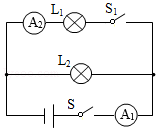 A₂ L₁ S₁
L₂
S A₁